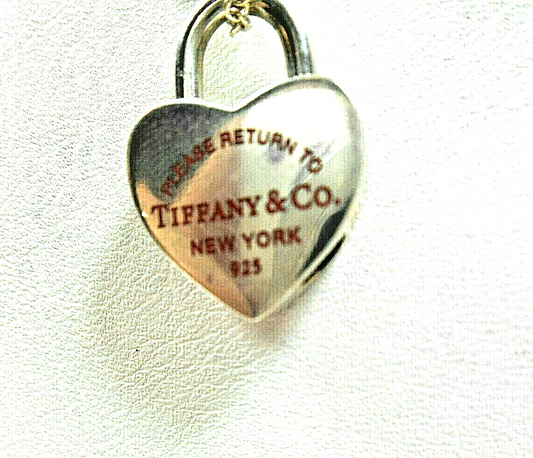 PLEASE RETURN TO
TIFFANY & CO.
NEW YORK
925